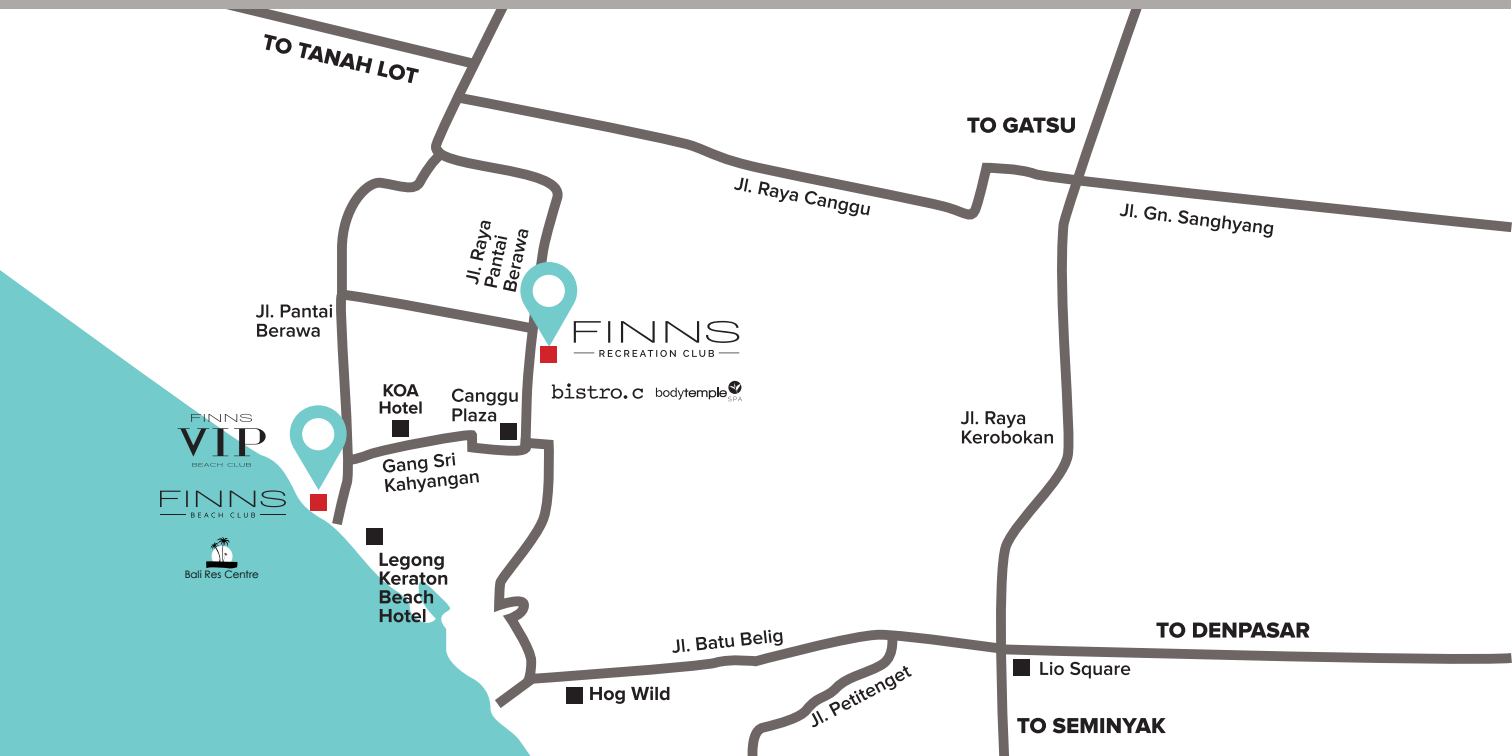 TO TANAH LOT
TO GATSU
Jl. Raya Canggu
Jl. Gn. Sanghyang
Jl. Raya
Pantai
Berawa
Jl. Pantai
Berawa
FINNS
RECREATION CLUB
bistro.c
bodytemple
SPA
KOA
Hotel
Canggu
Plaza
FINNS
VIP
BEACH CLUB
Gang Sri
Kahyangan
Jl. Raya
Kerobokan
FINNS
BEACH CLUB
Bali Res Centre
Legong
Keraton
Beach
Hotel
Jl. Batu Belig
TO DENPASAR
Lio Square
Hog Wild
Jl. Petitenget
TO SEMINYAK